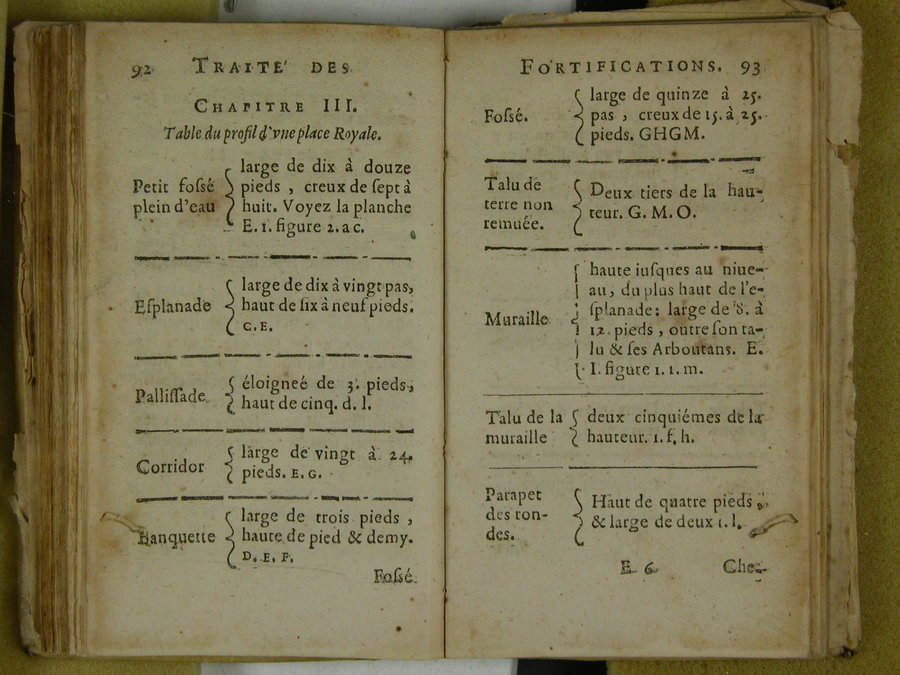 92 TRAITE' DES
CHAPITRE III.
Table du profil d'vne place Royale.
Petit fossé
plein d'eau
large de dix à douze
pieds, creux de sept à
huit. Voyez la planche
E. 1. figure 2. a c.
Esplanade
large de dix à vingt pas,
haut de six à neuf pieds.
C. E.
Pallissade
éloigneé de 3. pieds,
haut de cinq. d. l.
Corridor
large de vingt à 24.
pieds. E. G.
Banquette
large de trois pieds,
haute de pied & demy.
D. E. F.
Fossé
FORTIFICATIONS. 93
Fossé.
large de quinze à 25.
pas, creux de 15. à 25.
pieds. GHGM.
Talu de
terre non
remuée.
Deux tiers de la hau-
teur. G. M. O.
Muraille
haute iusques au niue-
au, du plus haut de l'e-
splanade: large de 8. à
12. pieds, outre son ta-
lu & ses Arboutans. E.
I. figure 1. 1. m.
Talu de la
muraille
deux cinquiémes de la
hauteur. 1. f. h.
Parapet
des ron-
des.
Haut de quatre pieds,
& large de deux 1. l.
E 6 Che-